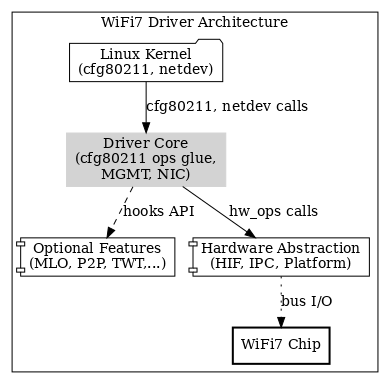 WiFi7 Driver Architecture
Linux Kernel
(cfg80211, netdev)
cfg80211, netdev calls
Driver Core
(cfg80211 ops glue,
MGMT, NIC)
hooks API
hw_ops calls
Optional Features
(MLO, P2P, TWT,...)
Hardware Abstraction
(HIF, IPC, Platform)
bus I/O
WiFi7 Chip